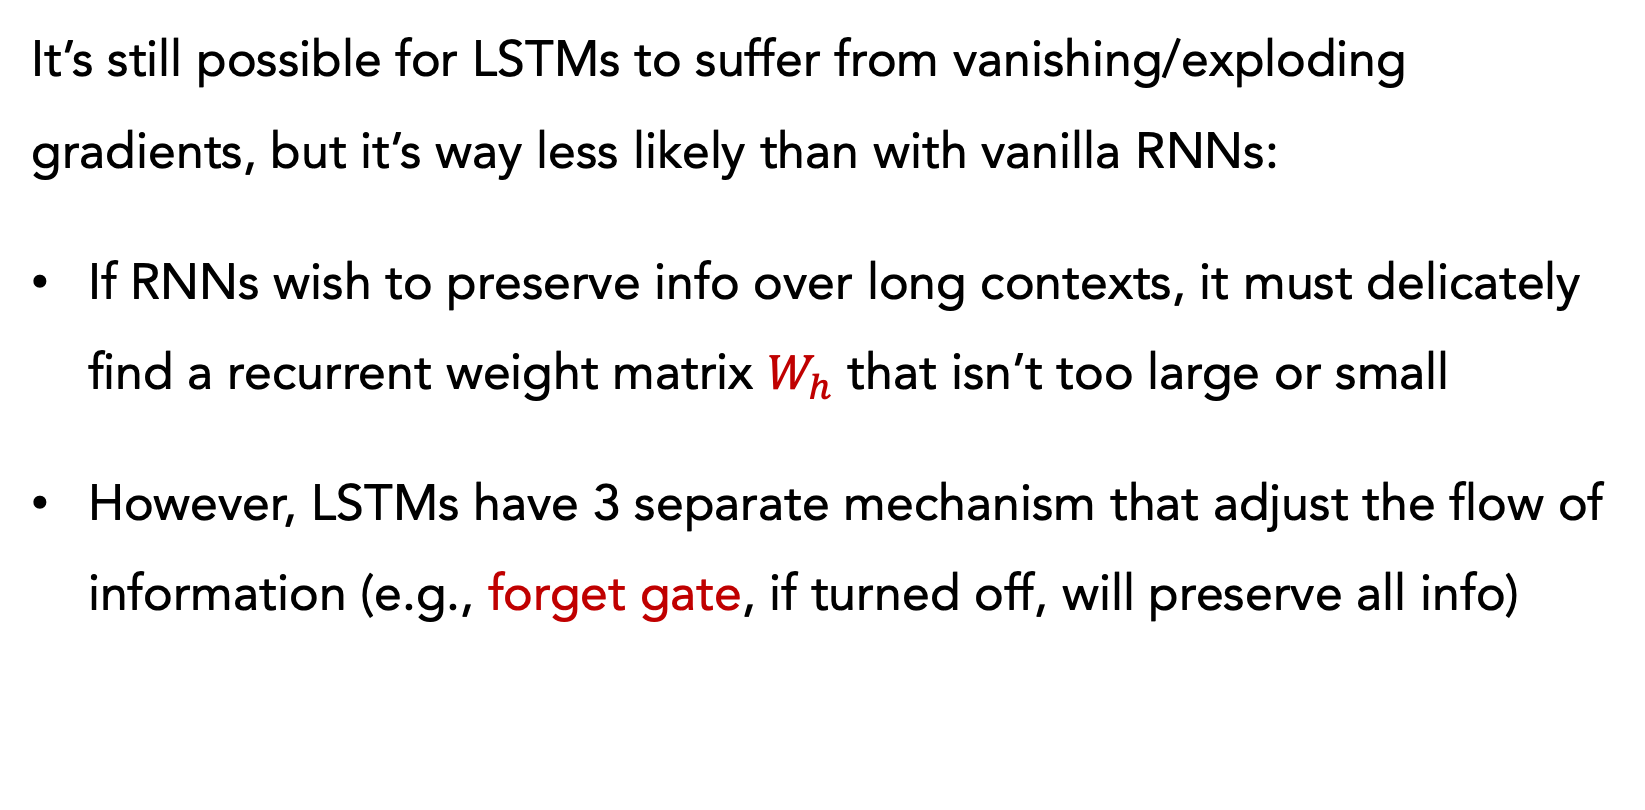 It’s still possible for LSTMs to suffer from vanishing/exploding
gradients, but it’s way less likely than with vanilla RNNs:
• If RNNs wish to preserve info over long contexts, it must delicately
find a recurrent weight matrix W_h that isn’t too large or small
• However, LSTMs have 3 separate mechanism that adjust the flow of
information (e.g., forget gate, if turned off, will preserve all info)